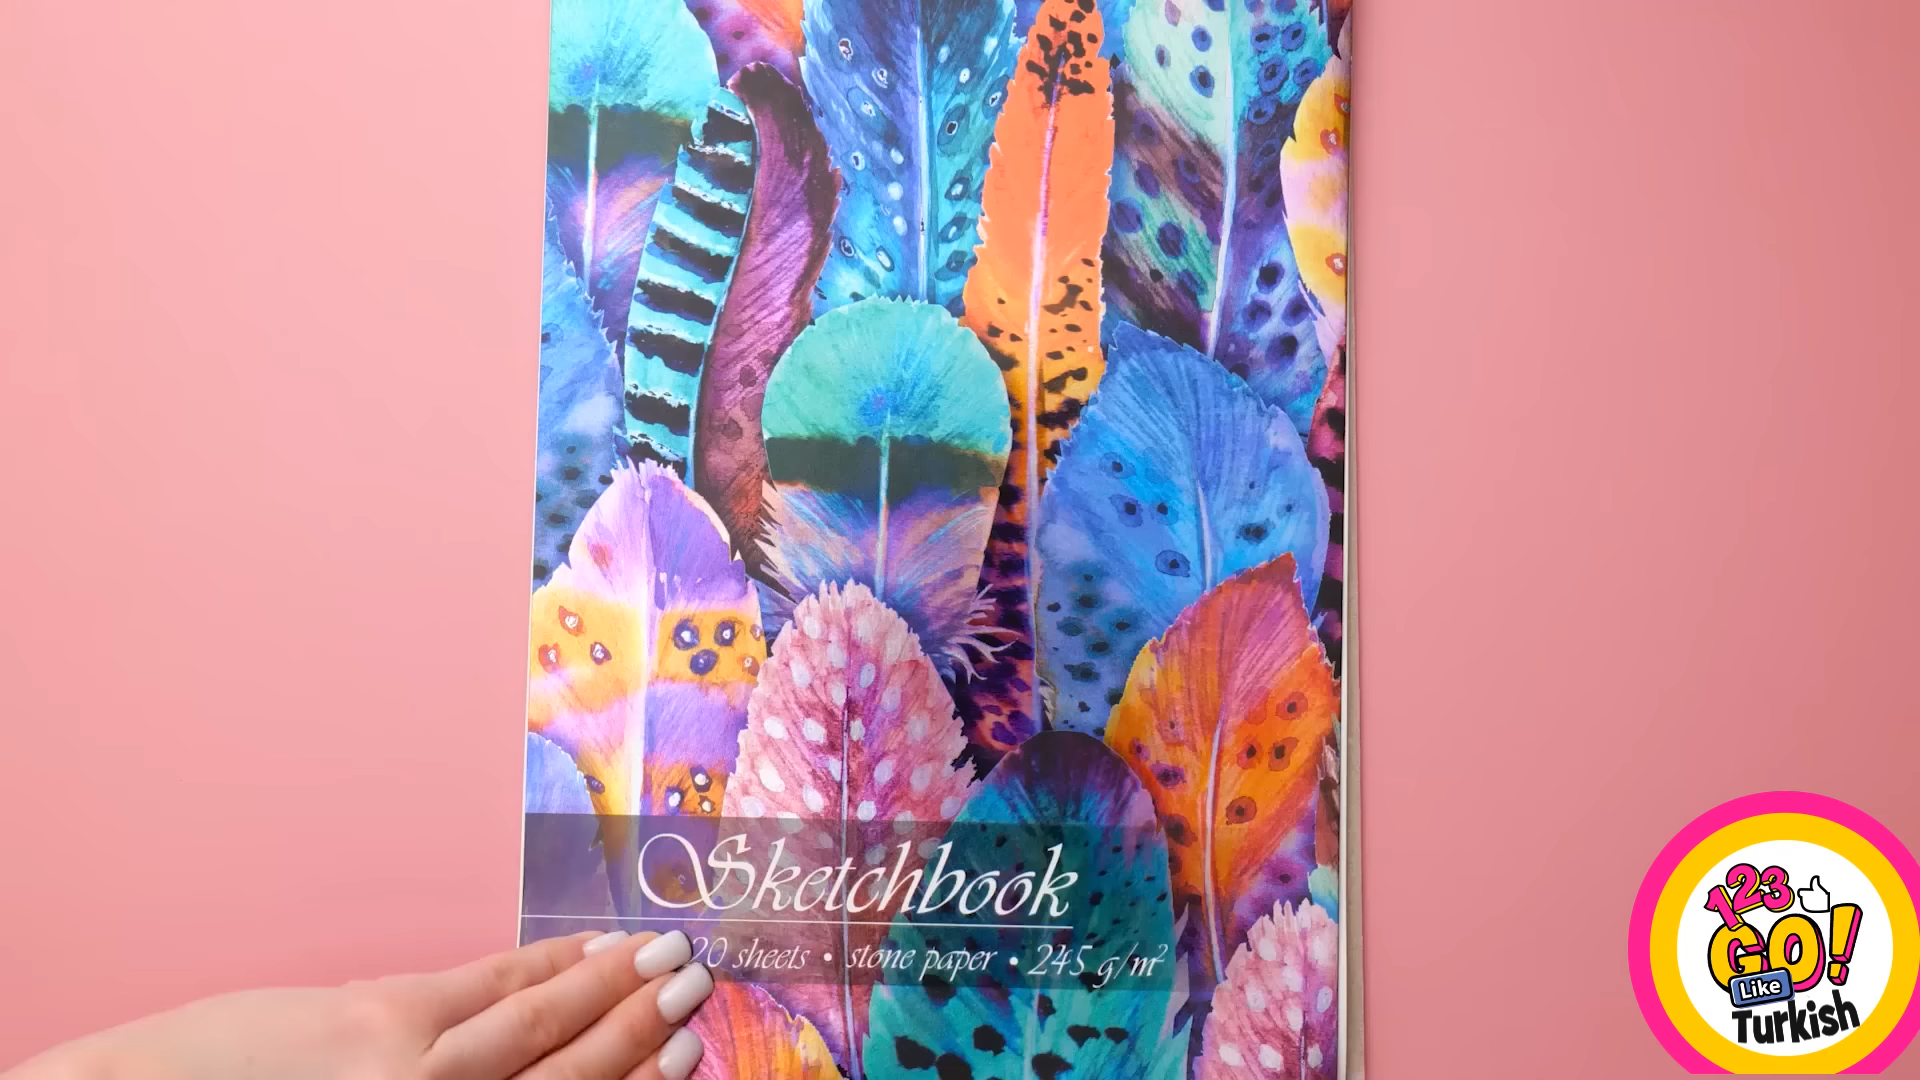 Sketchbook
20 sheets • stone paper • 245 g/m²
123
GO!
Like
Turkish